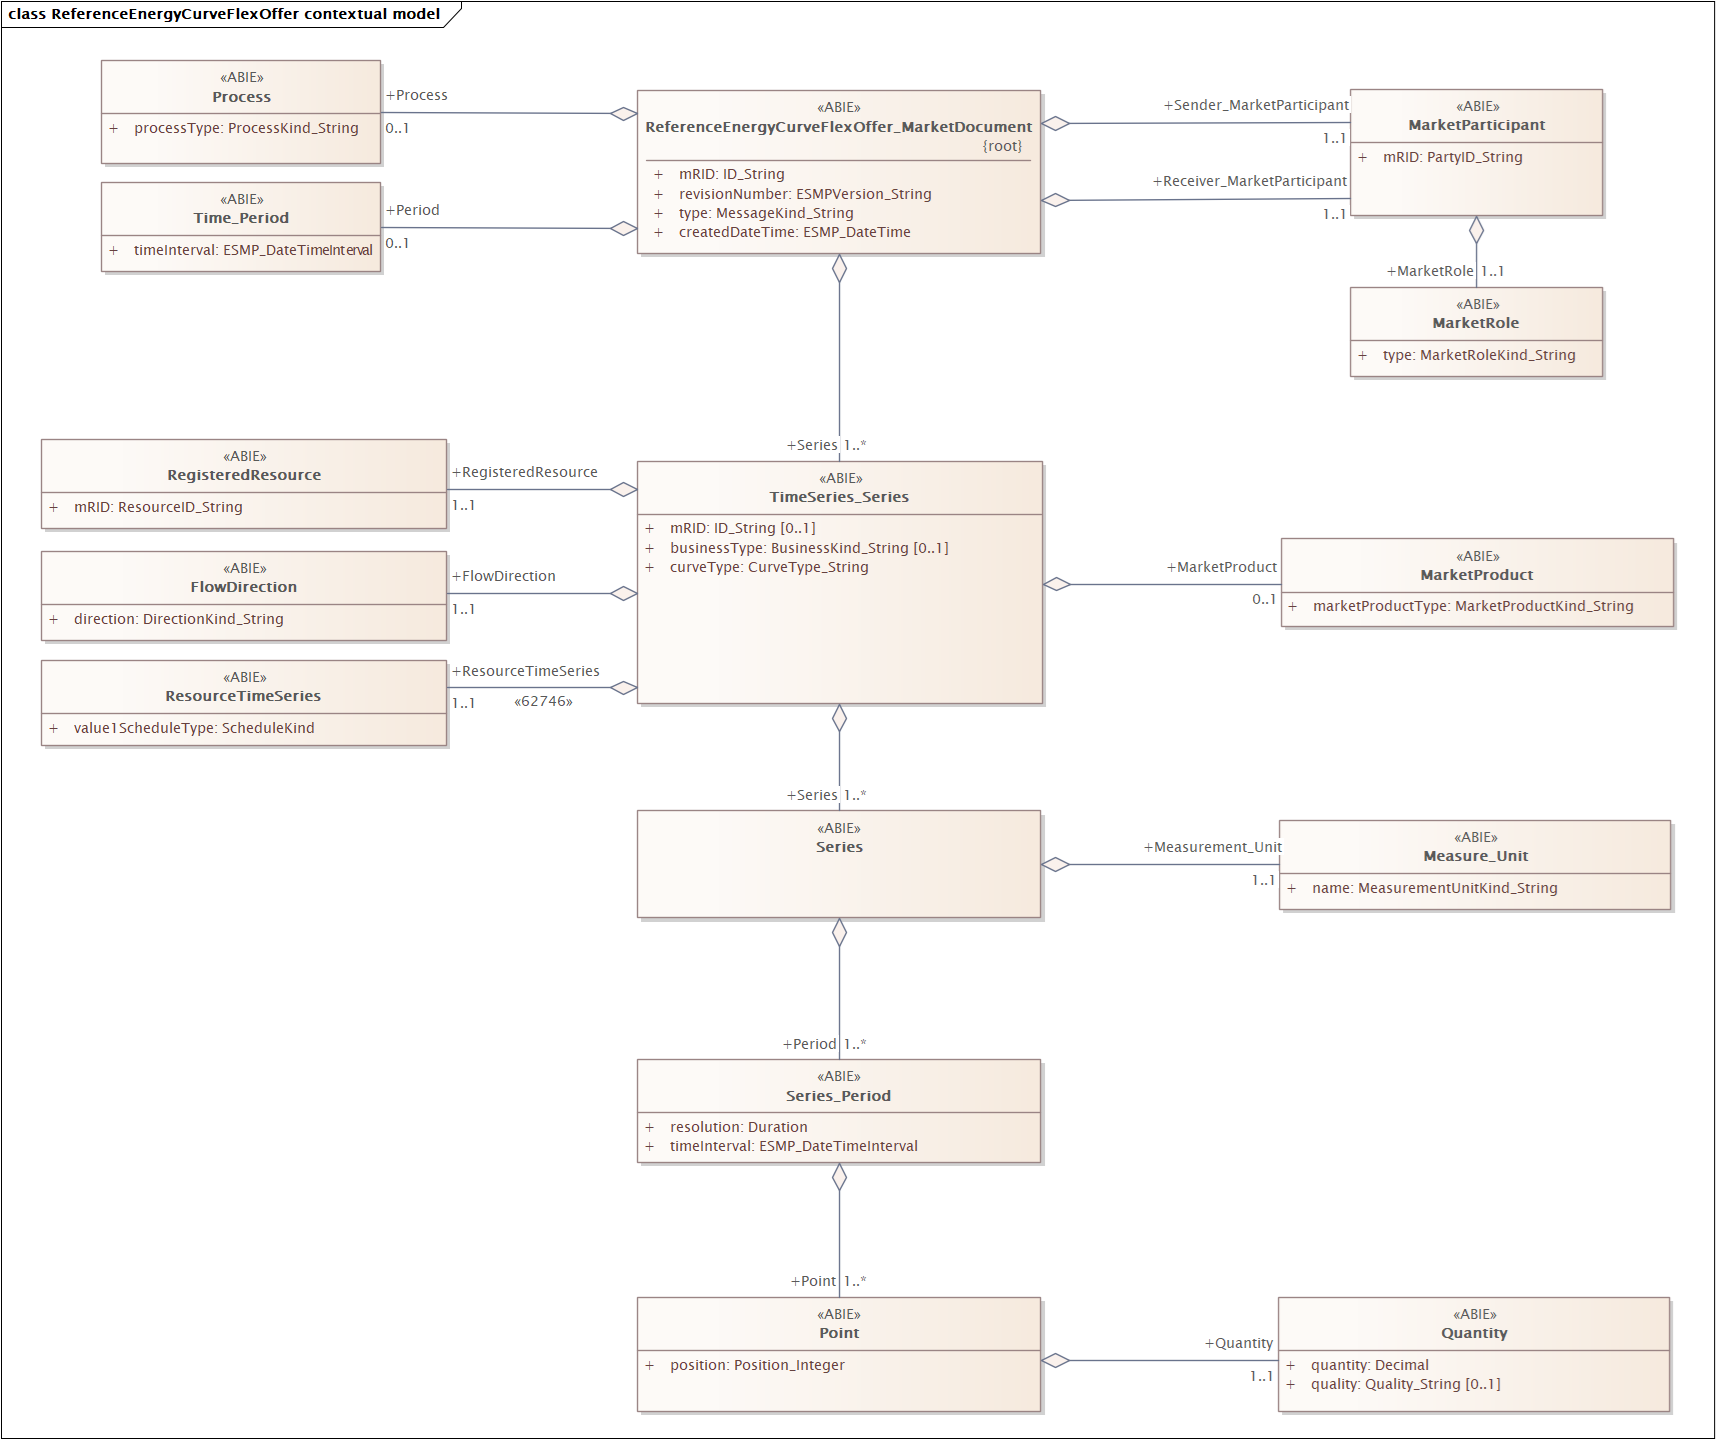 class ReferenceEnergyCurveFlexOffer contextual model
«ABIE»
Process
+ processType: ProcessKind_String
+Process
0..1
«ABIE»
Time_Period
+ timeInterval: ESMP_DateTimeInterval
+Period
0..1
«ABIE»
ReferenceEnergyCurveFlexOffer_MarketDocument
{root}
+ mRID: ID_String
+ revisionNumber: ESMPVersion_String
+ type: MessageKind_String
+ createdDateTime: ESMP_DateTime
+Sender_MarketParticipant
1..1
+Receiver_MarketParticipant
1..1
«ABIE»
MarketParticipant
+ mRID: PartyID_String
+MarketRole 1..1
«ABIE»
MarketRole
+ type: MarketRoleKind_String
+Series 1..*
«ABIE»
RegisteredResource
+ mRID: ResourceID_String
+RegisteredResource
1..1
«ABIE»
FlowDirection
+ direction: DirectionKind_String
+FlowDirection
1..1
«ABIE»
ResourceTimeSeries
+ value1ScheduleType: ScheduleKind
+ResourceTimeSeries
1..1 «62746»
«ABIE»
TimeSeries_Series
+ mRID: ID_String [0..1]
+ businessType: BusinessKind_String [0..1]
+ curveType: CurveType_String
+MarketProduct
0..1
«ABIE»
MarketProduct
+ marketProductType: MarketProductKind_String
+Series 1..*
«ABIE»
Series
+Measurement_Unit
1..1
«ABIE»
Measure_Unit
+ name: MeasurementUnitKind_String
+Period 1..*
«ABIE»
Series_Period
+ resolution: Duration
+ timeInterval: ESMP_DateTimeInterval
+Point 1..*
«ABIE»
Point
+ position: Position_Integer
+Quantity
1..1
«ABIE»
Quantity
+ quantity: Decimal
+ quality: Quality_String [0..1]